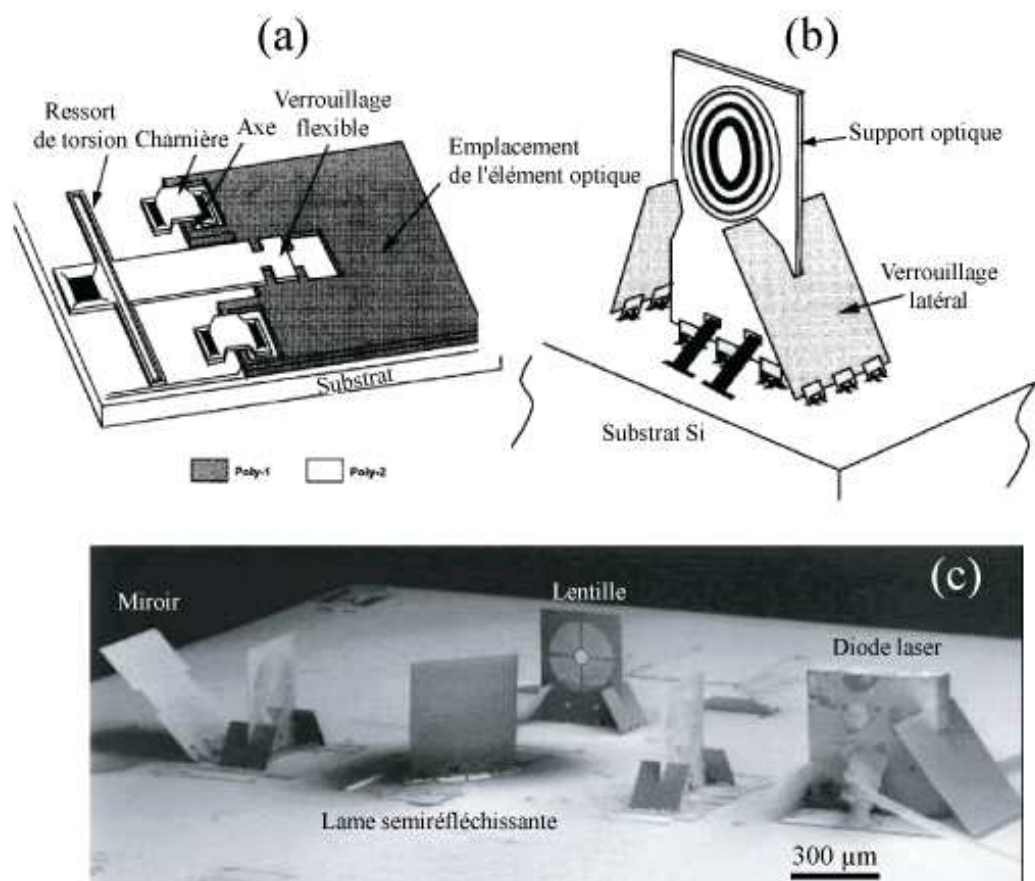 (a)
Ressort
de torsion
Charnière
Axe
Verrouillage
flexible
Emplacement
de l'élément optique
Substrat
Poly-1
Poly-2
(b)
Support optique
Verrouillage
latéral
Substrat Si
(c)
Miroir
Lentille
Diode laser
Lame semiréfléchissante
300 µm